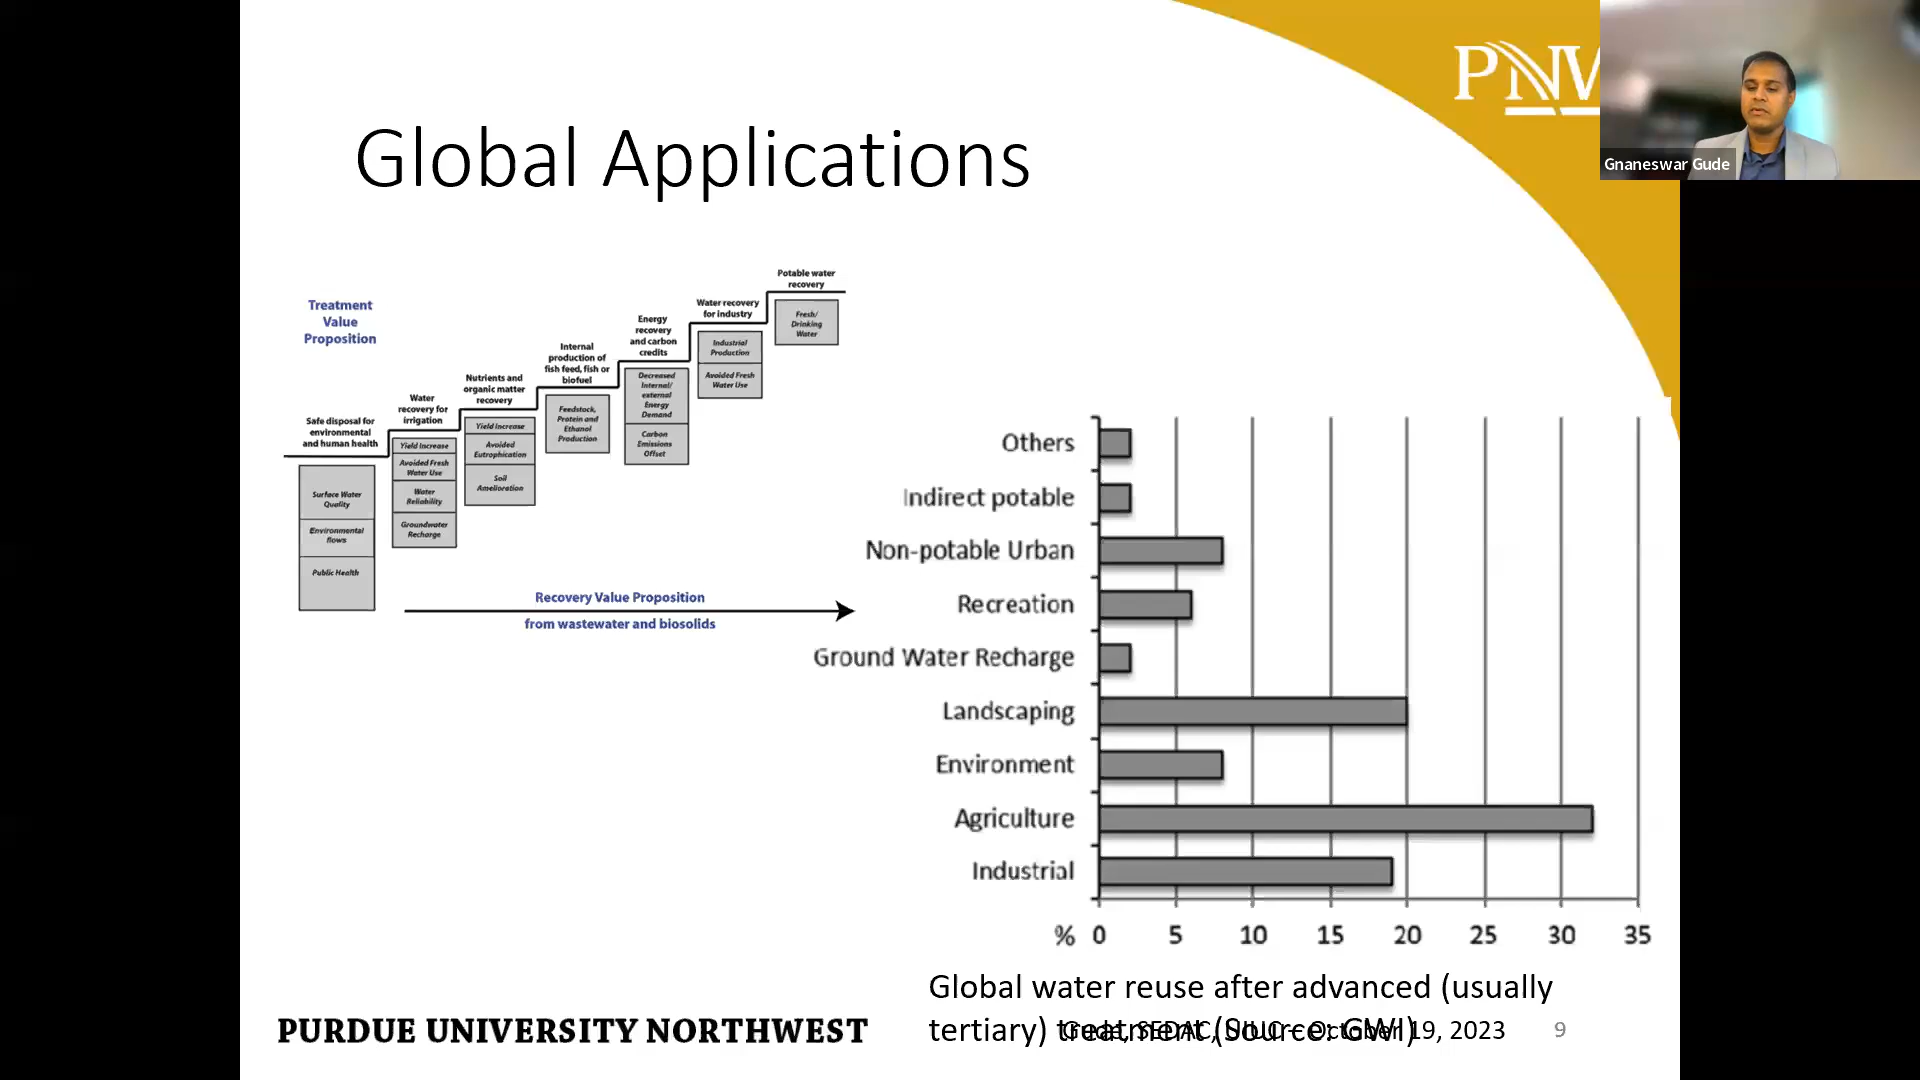 PNW
Gnaneswar Gude
Global Applications
Treatment
Value
Proposition
Safe disposal for
environmental
and human health
Surface Water
Quality
Environmental
flows
Public Health
Water
recovery for
irrigation
Yield Increase
Avoided Fresh
Water Use
Water
Reliability
Groundwater
Recharge
Nutrients and
organic matter
recovery
Yield Increase
Avoided
Eutrophication
Soil
Amelioration
Internal
production of
fish feed, fish or
biofuel
Feedstock,
Protein and
Ethanol
Production
Energy
recovery
and carbon
credits
Decreased
Internal/
external
Energy
Demand
Carbon
Emissions
Offset
Water recovery
for industry
Industrial
Production
Avoided Fresh
Water Use
Potable water
recovery
Fresh/
Drinking
Water
Recovery Value Proposition
from wastewater and biosolids
Others
Indirect potable
Non-potable Urban
Recreation
Ground Water Recharge
Landscaping
Environment
Agriculture
Industrial
% 0 5 10 15 20 25 30 35
Global water reuse after advanced (usually
tertiary) treatment (Source: GWI)
Gude, SEDAC, UIUC – October 19, 2023
9
PURDUE UNIVERSITY NORTHWEST